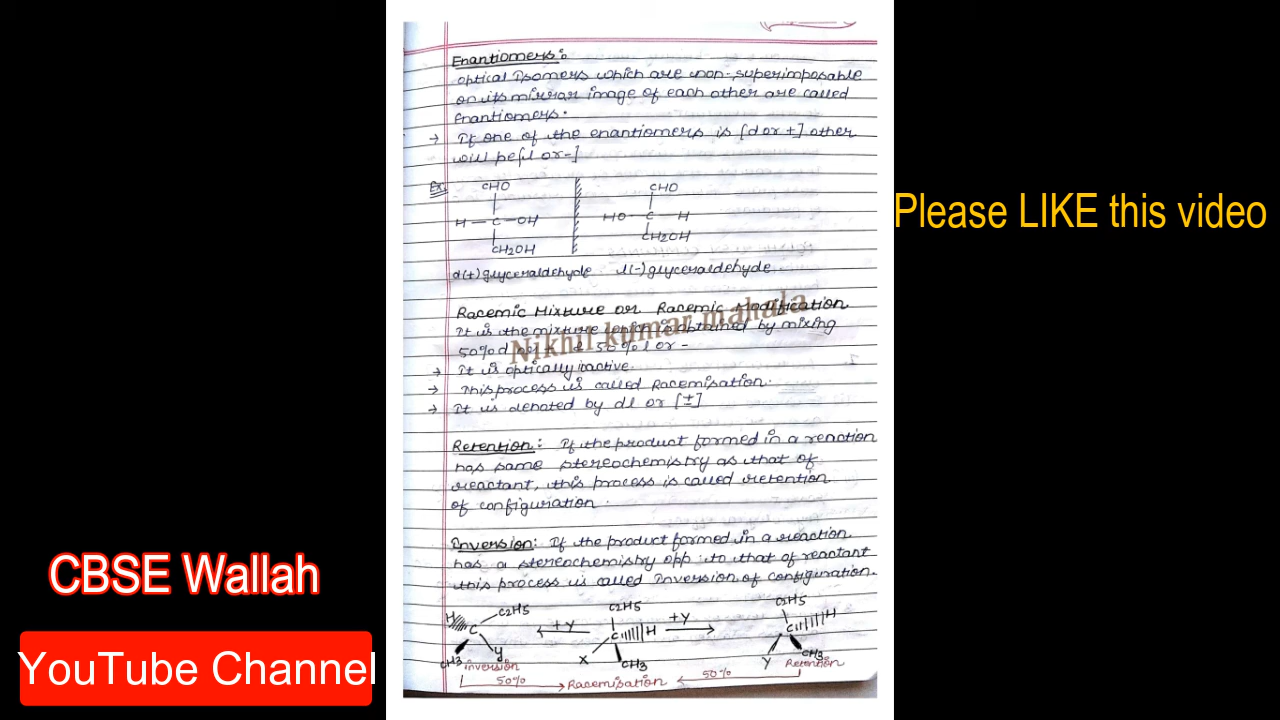 Enantiomers:
optical Isomers which are non-superimposable
on its mirror image of each other are called
Enantiomers.
→ If one of the enantiomers is [d or +] other
will be [l or -]
Ex.
CHO CHO
H — C — OH HO — C — H
CH2OH CH2OH
d(+) glyceraldehyde l(-) glyceraldehyde
Racemic Mixture or Racemic Modification
It is the mixture which is obtained by mixing
50% d or + & 50% l or -
Nikhil kumar mahala
→ It is optically inactive.
→ This process is called Racemisation.
→ It is denoted by dl or [±]
Retention: If the product formed in a reaction
has same stereochemistry as that of
reactant, this process is called retention
of configuration.
Inversion: If the product formed in a reaction
has a stereochemistry opp. to that of reactant
this process is called Inversion of configuration.
H C2H5 C2H5 C2H5
C +Y C H +Y C H
CH3 Y X CH3 Y CH3
inversion Retention
50% Racemisation 50%
Please LIKE this video
CBSE Wallah
YouTube Channel